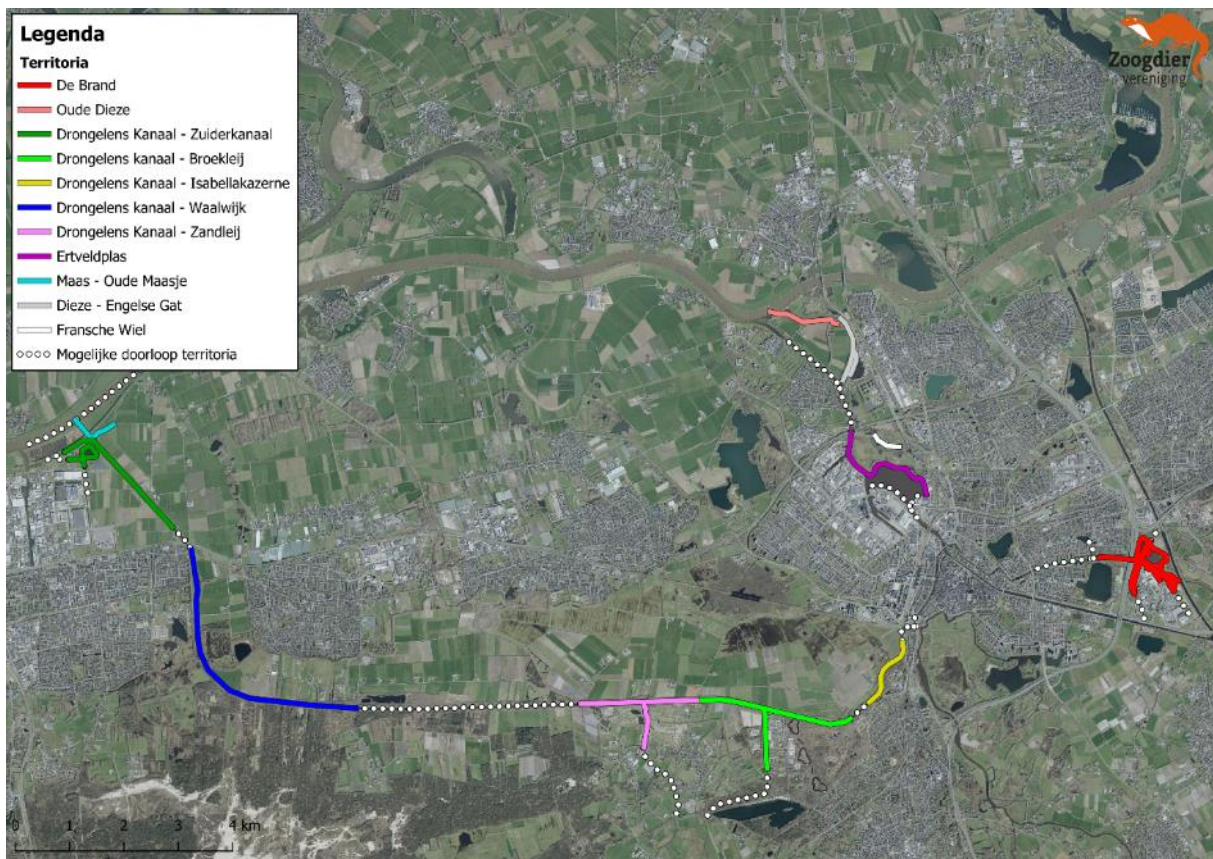 Legenda
Territoria
De Brand
Oude Dieze
Drongelens Kanaal - Zuiderkanaal
Drongelens kanaal - Broekleij
Drongelens Kanaal - Isabellakazerne
Drongelens kanaal - Waalwijk
Drongelens Kanaal - Zandleij
Ertveldplas
Maas - Oude Maasje
Dieze - Engelse Gat
Fransche Wiel
Mogelijke doorloop territoria
Zoogdier
vereniging
0 1 2 3 4 km